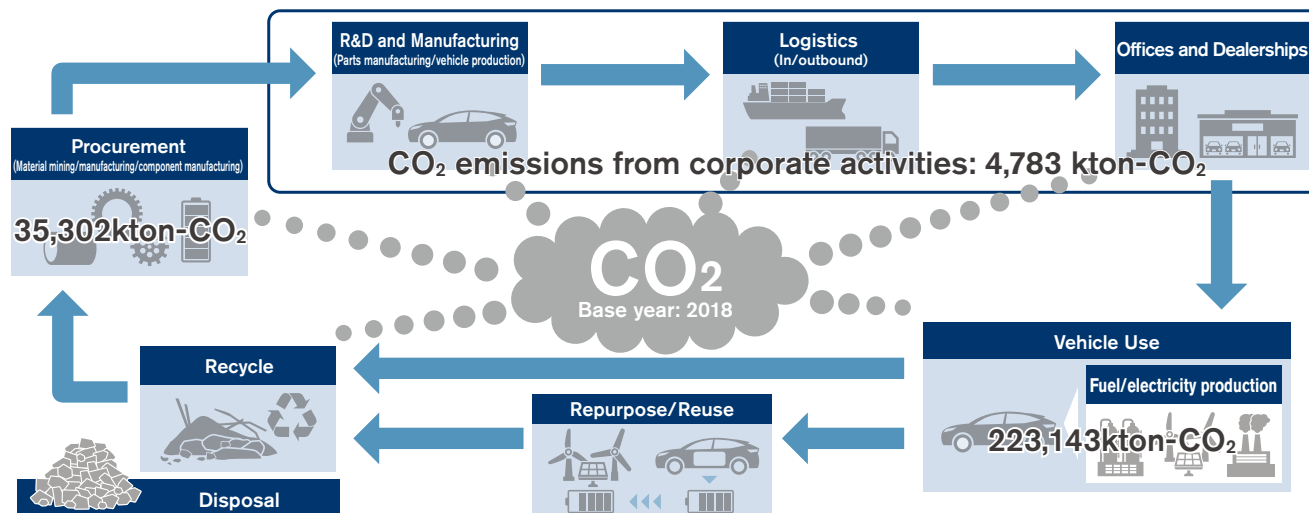 R&D and Manufacturing
(Parts manufacturing/vehicle production)
Logistics
(In/outbound)
Offices and Dealerships
Procurement
(Material mining/manufacturing/component manufacturing)
CO₂ emissions from corporate activities: 4,783 kton-CO₂
35,302kton-CO₂
CO₂
Base year: 2018
Vehicle Use
Fuel/electricity production
223,143kton-CO₂
Recycle
Repurpose/Reuse
Disposal